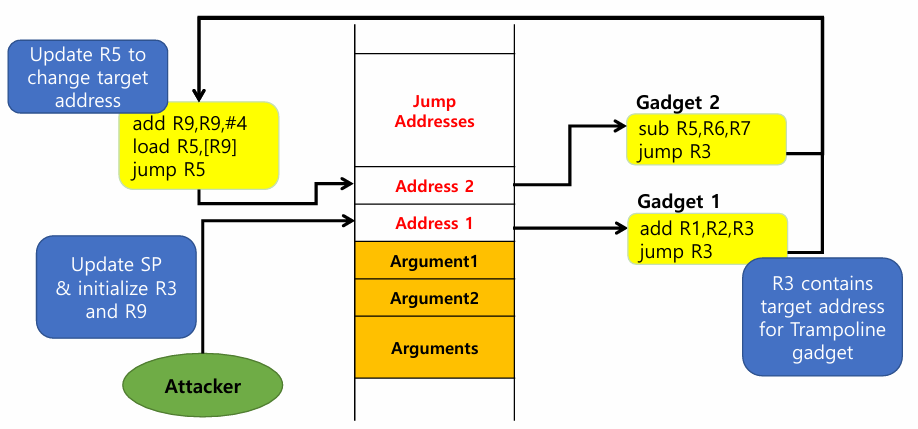 Update R5 to
change target
address
add R9,R9,#4
load R5,[R9]
jump R5
Update SP
& initialize R3
and R9
Attacker
Jump
Addresses
Address 2
Address 1
Argument1
Argument2
Arguments
Gadget 2
sub R5,R6,R7
jump R3
Gadget 1
add R1,R2,R3
jump R3
R3 contains
target address
for Trampoline
gadget